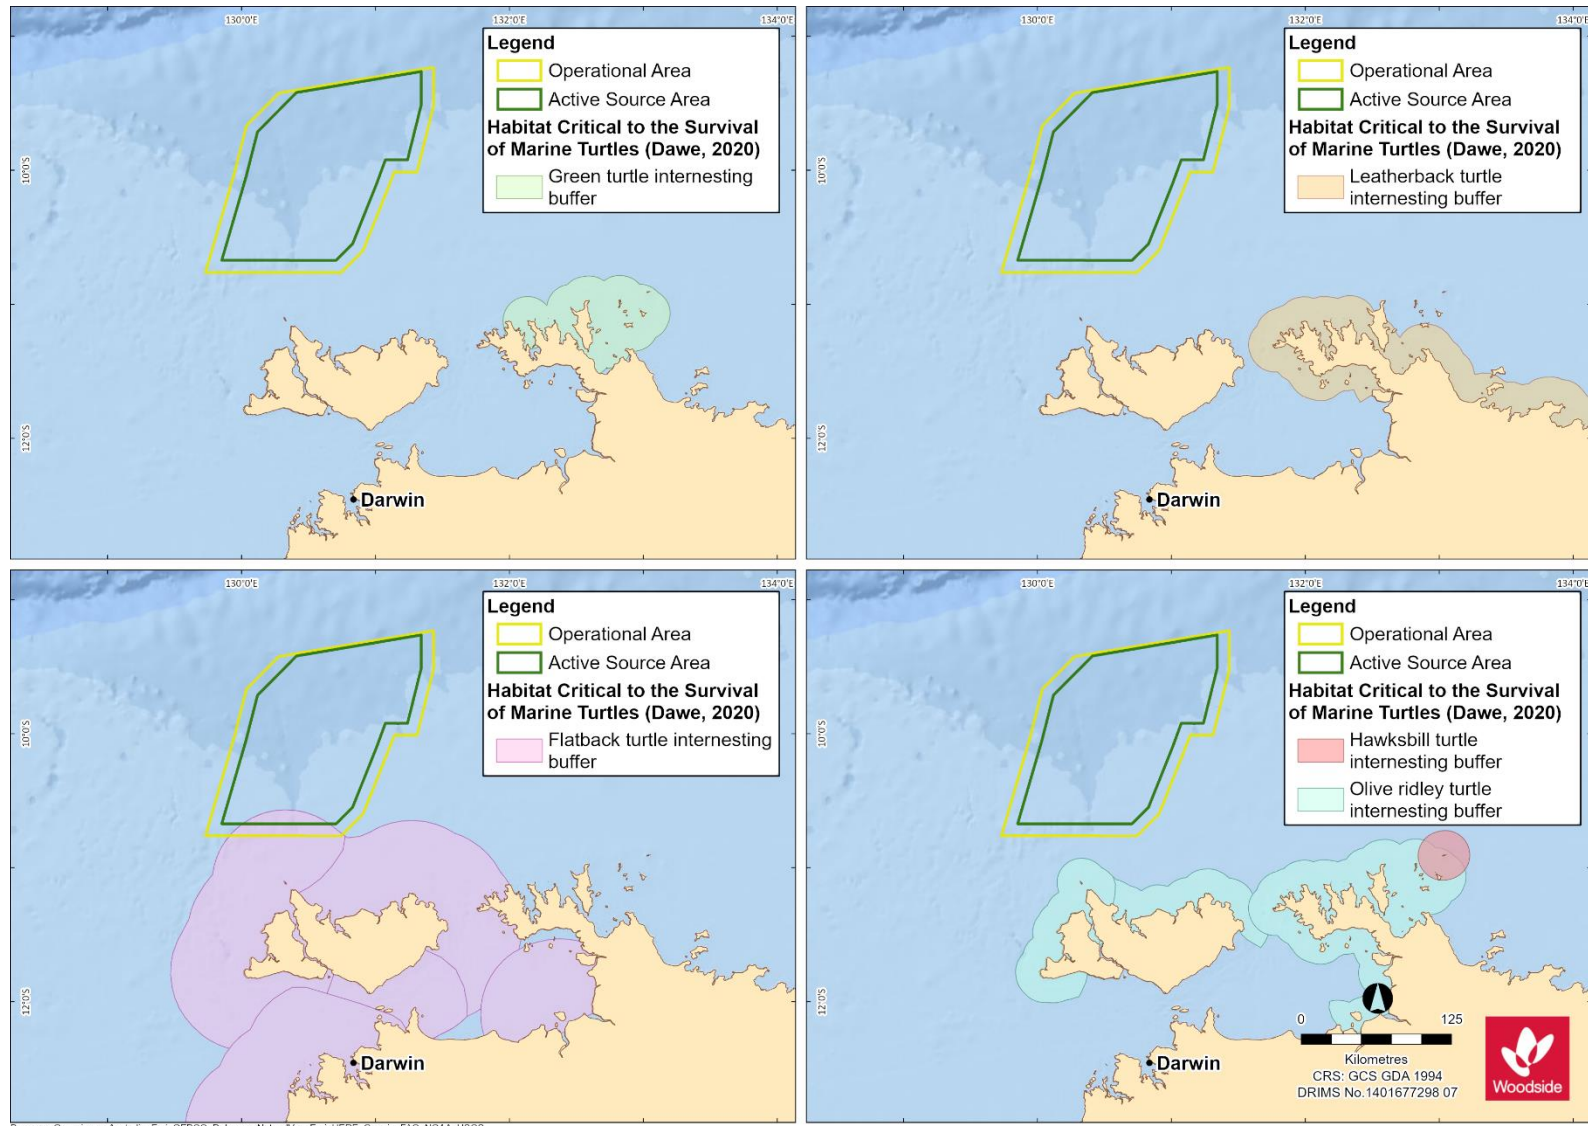 130°0'E
132°0'E
134°0'E
10°0'S
12°0'S
Legend
Operational Area
Active Source Area
Habitat Critical to the Survival
of Marine Turtles (Dawe, 2020)
Green turtle internesting
buffer
Darwin
130°0'E
132°0'E
134°0'E
10°0'S
12°0'S
Legend
Operational Area
Active Source Area
Habitat Critical to the Survival
of Marine Turtles (Dawe, 2020)
Leatherback turtle
internesting buffer
Darwin
130°0'E
132°0'E
134°0'E
10°0'S
12°0'S
Legend
Operational Area
Active Source Area
Habitat Critical to the Survival
of Marine Turtles (Dawe, 2020)
Flatback turtle internesting
buffer
Darwin
130°0'E
132°0'E
134°0'E
10°0'S
12°0'S
Legend
Operational Area
Active Source Area
Habitat Critical to the Survival
of Marine Turtles (Dawe, 2020)
Hawksbill turtle
internesting buffer
Olive ridley turtle
internesting buffer
Darwin
0 125
Kilometres
CRS: GCS GDA 1994
DRIMS No.1401677298 07
Woodside